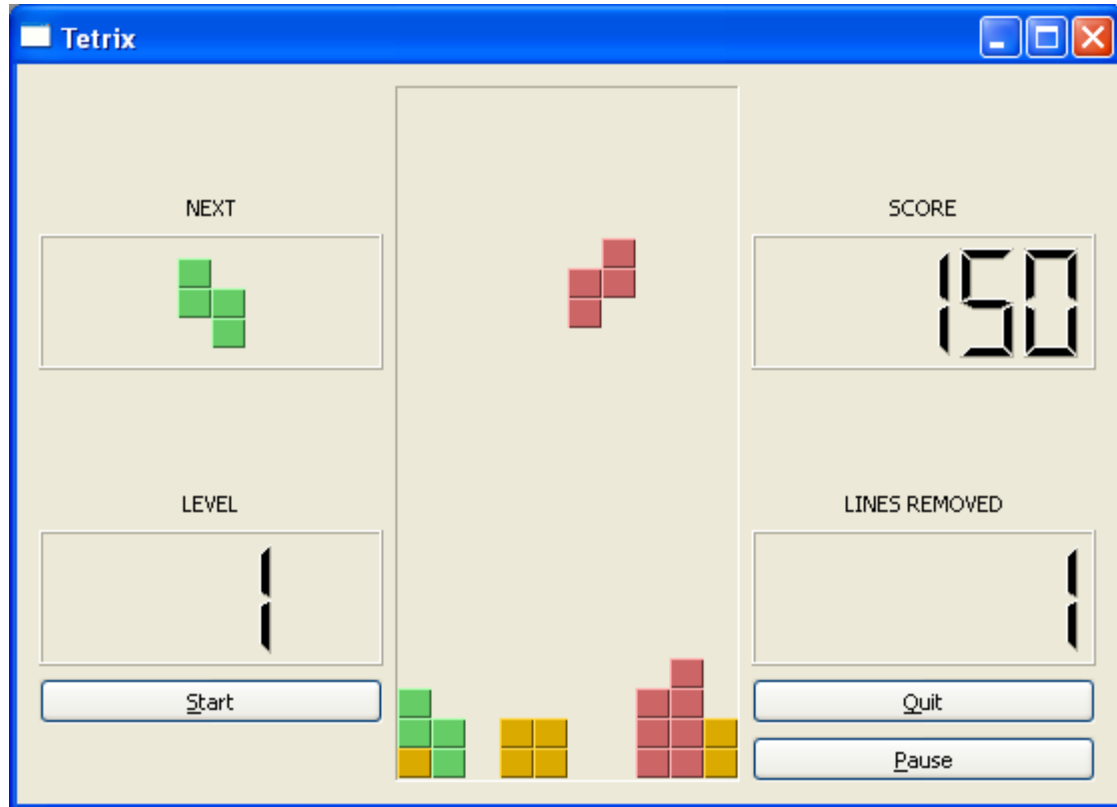 Tetrix
NEXT
SCORE
150
LEVEL
LINES REMOVED
1
1
Start
Quit
Pause